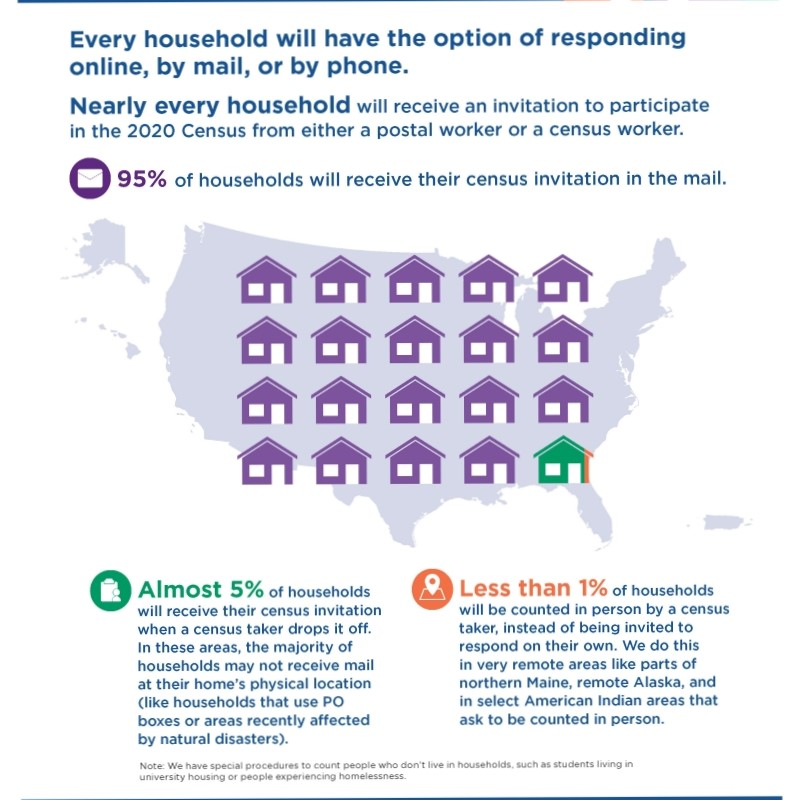 Every household will have the option of responding
online, by mail, or by phone.
Nearly every household will receive an invitation to participate
in the 2020 Census from either a postal worker or a census worker.
95% of households will receive their census invitation in the mail.
Almost 5% of households
will receive their census invitation
when a census taker drops it off.
In these areas, the majority of
households may not receive mail
at their home's physical location
(like households that use PO
boxes or areas recently affected
by natural disasters).
Less than 1% of households
will be counted in person by a census
taker, instead of being invited to
respond on their own. We do this
in very remote areas like parts of
northern Maine, remote Alaska, and
in select American Indian areas that
ask to be counted in person.
Note: We have special procedures to count people who don't live in households, such as students living in
university housing or people experiencing homelessness.